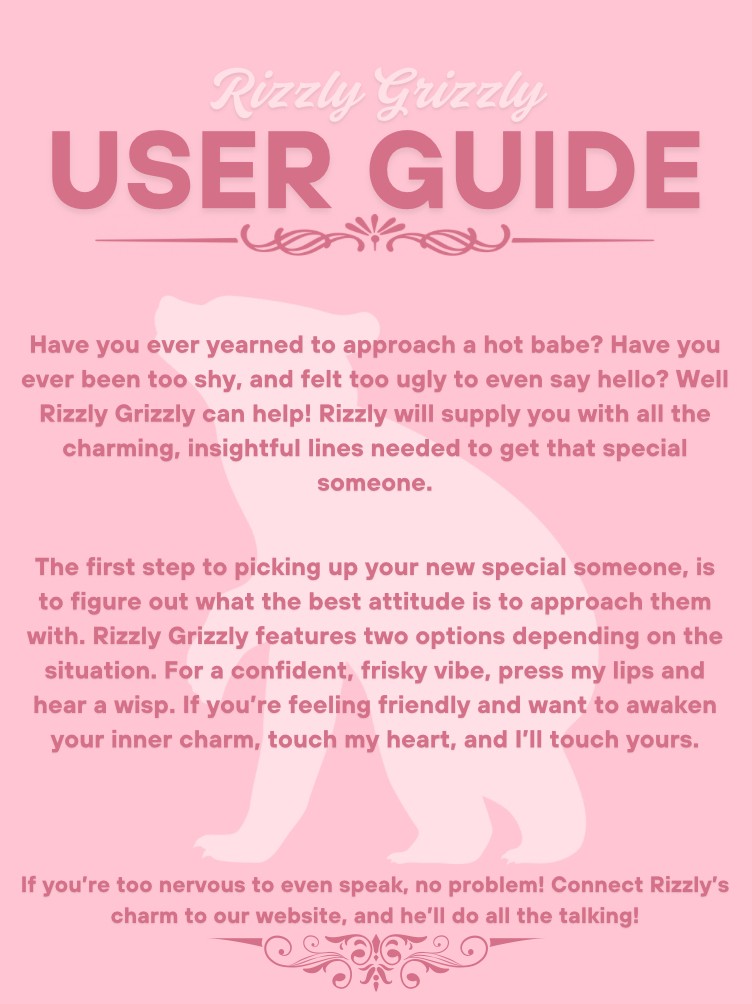 Rizzly Grizzly
USER GUIDE
Have you ever yearned to approach a hot babe? Have you
ever been too shy, and felt too ugly to even say hello? Well
Rizzly Grizzly can help! Rizzly will supply you with all the
charming, insightful lines needed to get that special
someone.
The first step to picking up your new special someone, is
to figure out what the best attitude is to approach them
with. Rizzly Grizzly features two options depending on the
situation. For a confident, frisky vibe, press my lips and
hear a wisp. If you’re feeling friendly and want to awaken
your inner charm, touch my heart, and I’ll touch yours.
If you’re too nervous to even speak, no problem! Connect Rizzly’s
charm to our website, and he’ll do all the talking!